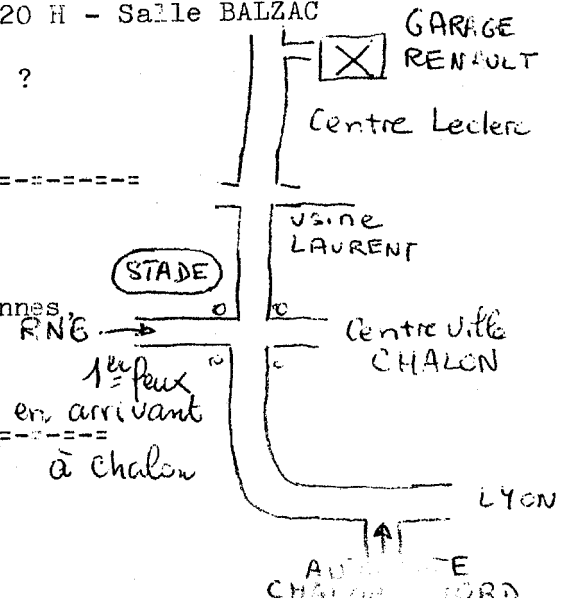 20 H - Salle BALZAC
GARAGE
RENAULT
?
Centre Leclerc
=-=-=-=-=
usine
LAURENT
STADE
nnes,
RN6
Centre ville
CHALON
1er feux
en arrivant
=-=-=-=
à chalon
LYON